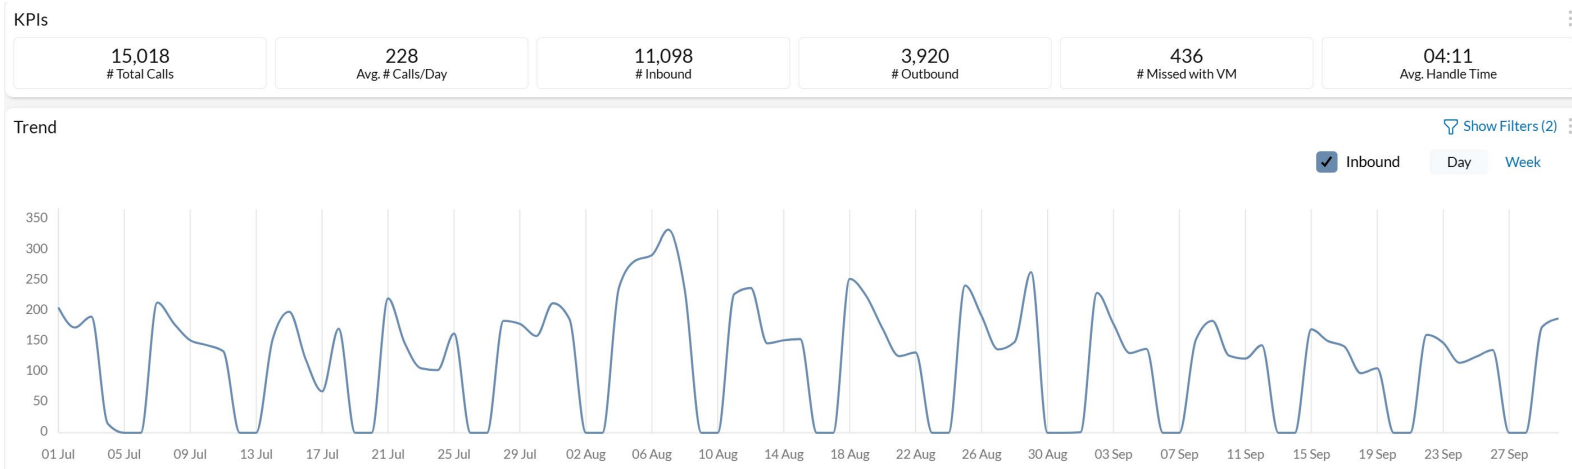 KPIs
15,018 228 11,098 3,920 436 04:11
# Total Calls Avg. # Calls/Day # Inbound # Outbound # Missed with VM Avg. Handle Time
Trend Show Filters (2)
Inbound Day Week
350
300
250
200
150
100
50
0
01 Jul 05 Jul 09 Jul 13 Jul 17 Jul 21 Jul 25 Jul 29 Jul 02 Aug 06 Aug 10 Aug 14 Aug 18 Aug 22 Aug 26 Aug 30 Aug 03 Sep 07 Sep 11 Sep 15 Sep 19 Sep 23 Sep 27 Sep